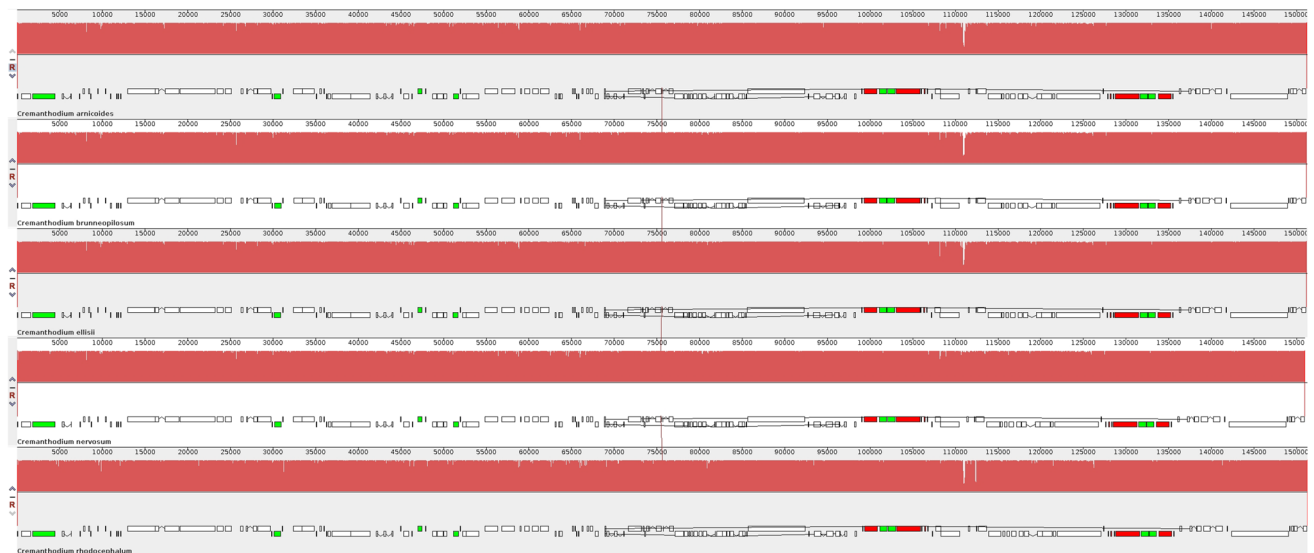 5000 10000 15000 20000 25000 30000 35000 40000 45000 50000 55000 60000 65000 70000 75000 80000 85000 90000 95000 100000 105000 110000 115000 120000 125000 130000 135000 140000 145000 150000
R
Cremanthodium arnicoides
5000 10000 15000 20000 25000 30000 35000 40000 45000 50000 55000 60000 65000 70000 75000 80000 85000 90000 95000 100000 105000 110000 115000 120000 125000 130000 135000 140000 145000 150000
R
Cremanthodium brunneopilosum
5000 10000 15000 20000 25000 30000 35000 40000 45000 50000 55000 60000 65000 70000 75000 80000 85000 90000 95000 100000 105000 110000 115000 120000 125000 130000 135000 140000 145000 150000
R
Cremanthodium ellisii
5000 10000 15000 20000 25000 30000 35000 40000 45000 50000 55000 60000 65000 70000 75000 80000 85000 90000 95000 100000 105000 110000 115000 120000 125000 130000 135000 140000 145000 150000
R
Cremanthodium nervosum
5000 10000 15000 20000 25000 30000 35000 40000 45000 50000 55000 60000 65000 70000 75000 80000 85000 90000 95000 100000 105000 110000 115000 120000 125000 130000 135000 140000 145000 150000
R
Cremanthodium rhodocephalum